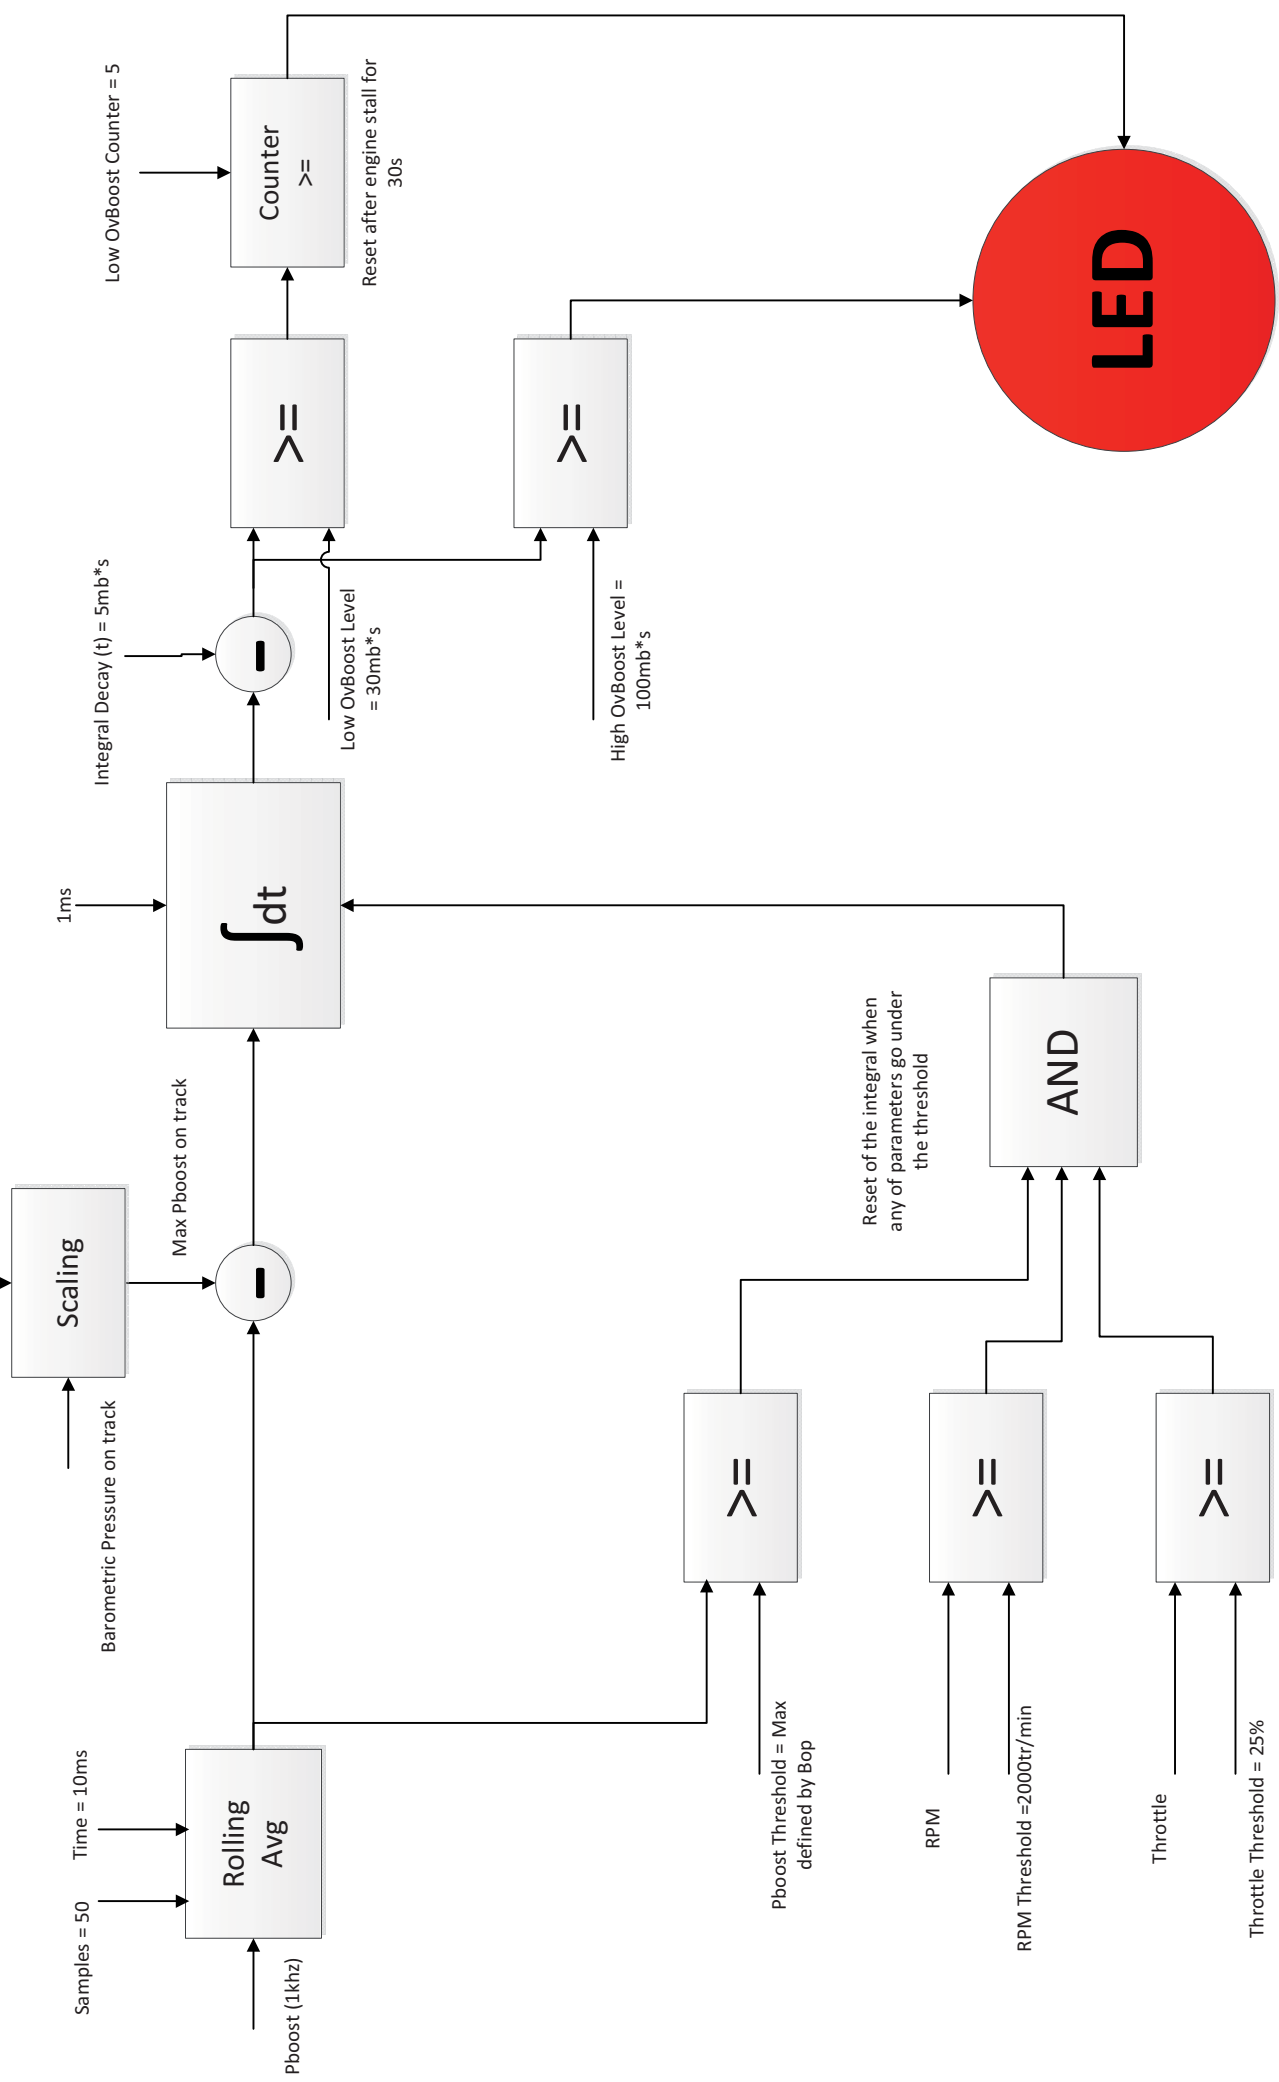 Pboost (1khz)
Samples = 50
Time = 10ms
Rolling
Avg
Barometric Pressure on track
Scaling
Max Pboost on track
-
1ms
∫dt
Integral Decay (t) = 5mb*s
-
Low OvBoost Level
= 30mb*s
>=
Low OvBoost Counter = 5
Counter
>=
Reset after engine stall for
30s
High OvBoost Level =
100mb*s
>=
LED
Pboost Threshold = Max
defined by Bop
>=
RPM
RPM Threshold =2000tr/min
>=
Throttle
Throttle Threshold = 25%
>=
Reset of the integral when
any of parameters go under
the threshold
AND